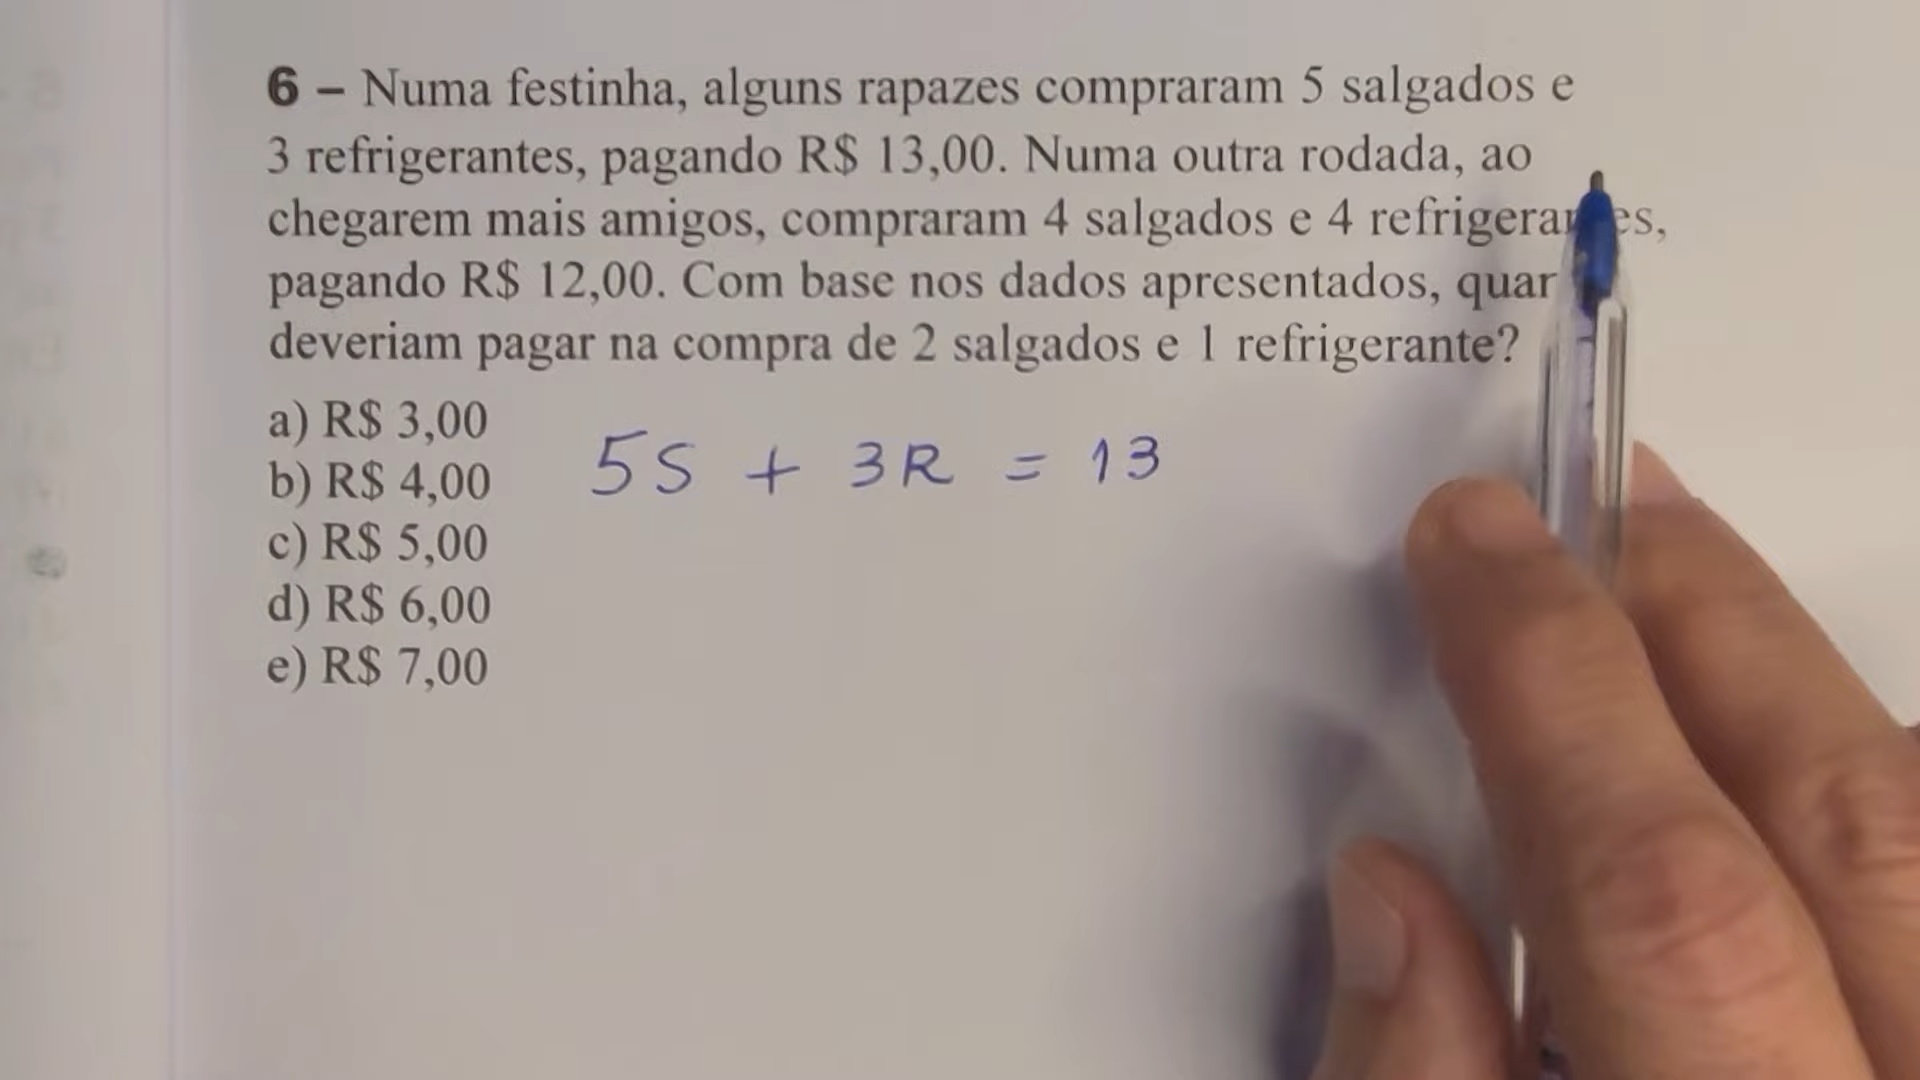 6 – Numa festinha, alguns rapazes compraram 5 salgados e
3 refrigerantes, pagando R$ 13,00. Numa outra rodada, ao
chegarem mais amigos, compraram 4 salgados e 4
pagando R$ 12,00. Com base nos dados apresentados,
deveriam pagar na compra de 2 salgados e 1 refrigerante?
a) R$ 3,00
b) R$ 4,00
c) R$ 5,00
d) R$ 6,00
e) R$ 7,00
5S + 3R = 13